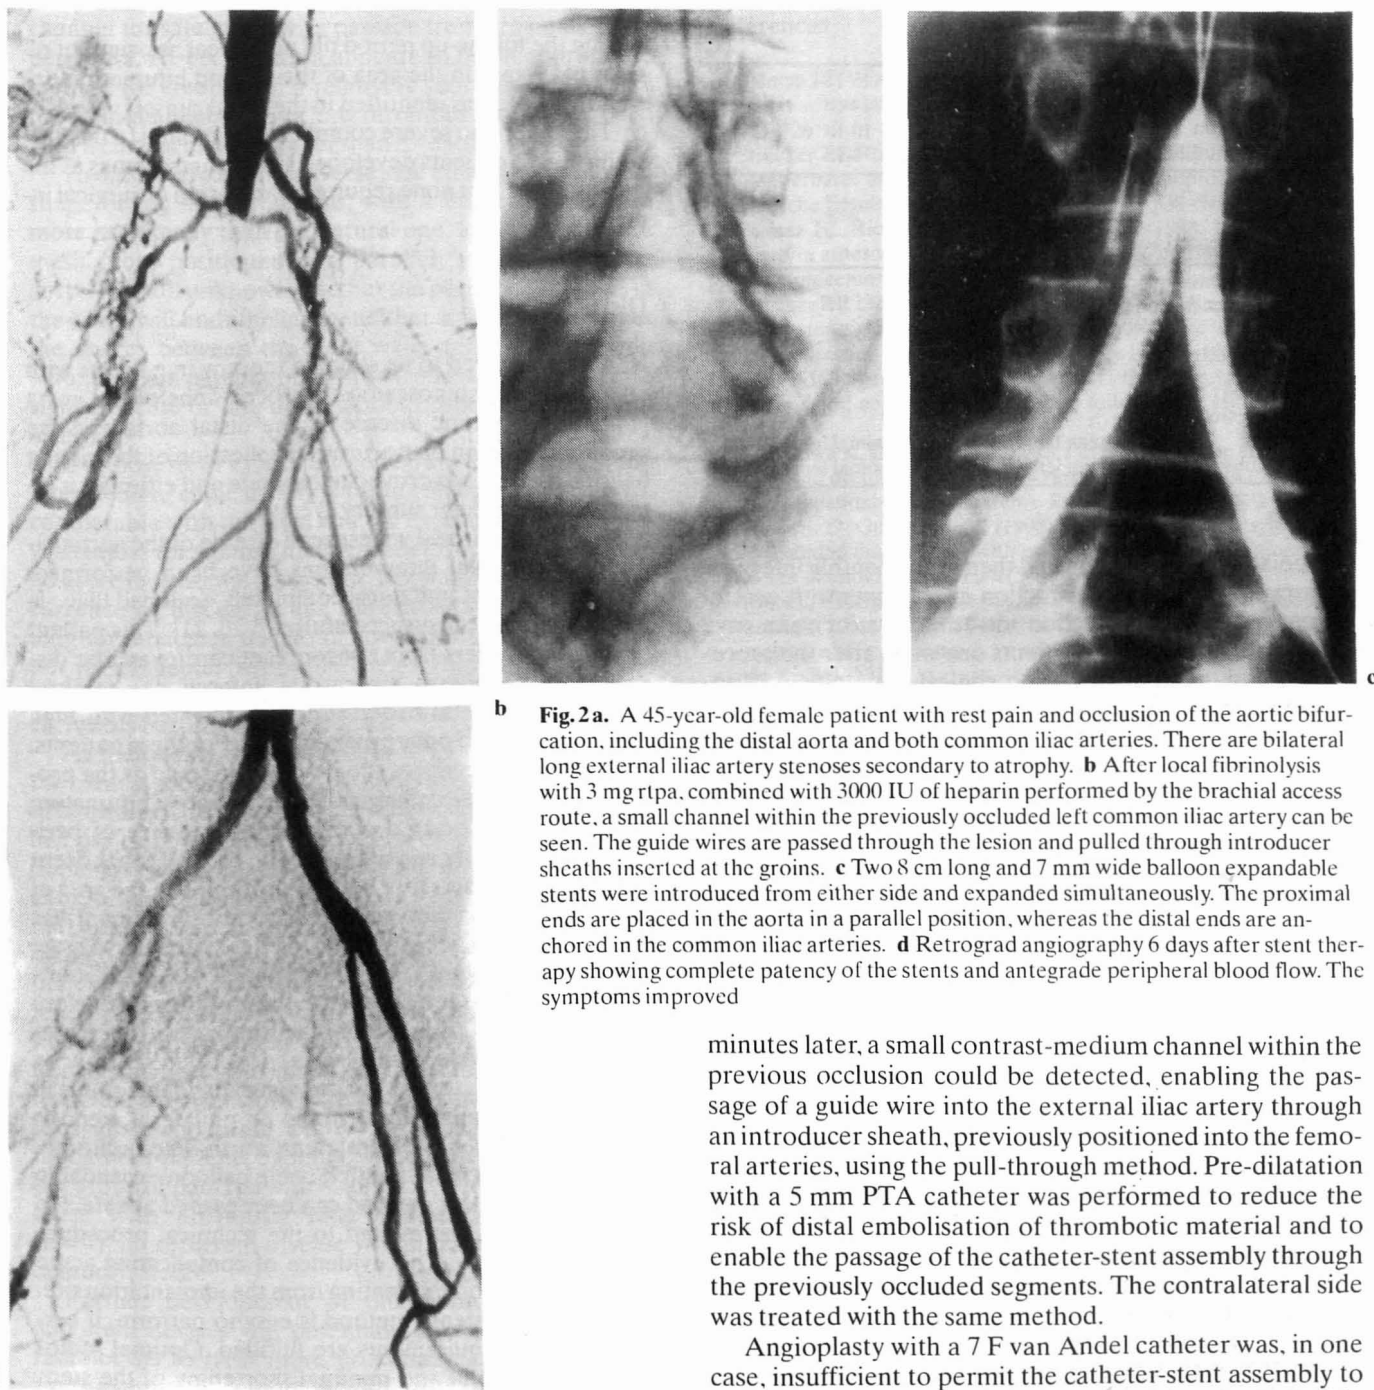 c
b
Fig. 2a. A 45-year-old female patient with rest pain and occlusion of the aortic bifur-
cation, including the distal aorta and both common iliac arteries. There are bilateral
long external iliac artery stenoses secondary to atrophy. b After local fibrinolysis
with 3 mg rtpa, combined with 3000 IU of heparin performed by the brachial access
route, a small channel within the previously occluded left common iliac artery can be
seen. The guide wires are passed through the lesion and pulled through introducer
sheaths inserted at the groins. c Two 8 cm long and 7 mm wide balloon expandable
stents were introduced from either side and expanded simultaneously. The proximal
ends are placed in the aorta in a parallel position, whereas the distal ends are an-
chored in the common iliac arteries. d Retrograd angiography 6 days after stent ther-
apy showing complete patency of the stents and antegrade peripheral blood flow. The
symptoms improved
minutes later, a small contrast-medium channel within the
previous occlusion could be detected, enabling the pas-
sage of a guide wire into the external iliac artery through
an introducer sheath, previously positioned into the femo-
ral arteries, using the pull-through method. Pre-dilatation
with a 5 mm PTA catheter was performed to reduce the
risk of distal embolisation of thrombotic material and to
enable the passage of the catheter-stent assembly through
the previously occluded segments. The contralateral side
was treated with the same method.
Angioplasty with a 7 F van Andel catheter was, in one
case, insufficient to permit the catheter-stent assembly to